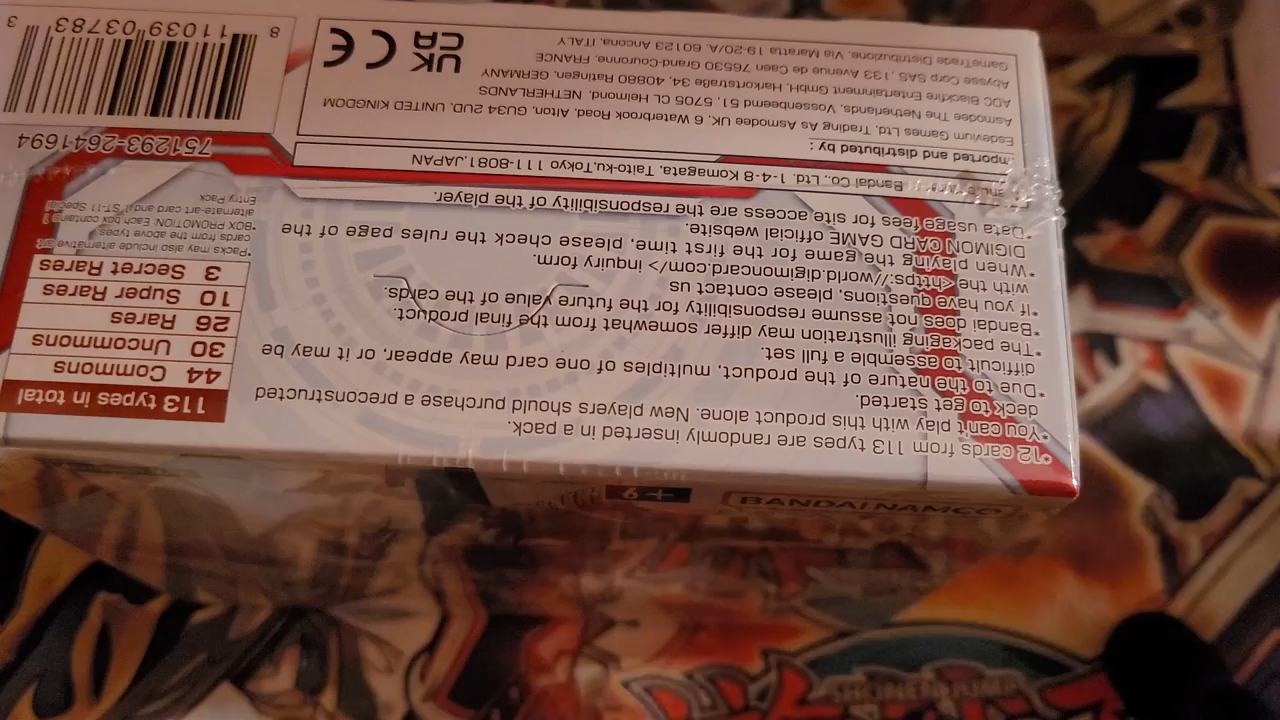 BANDAI NAMCO
6+
*12 cards from 113 types are randomly inserted in a pack.
*You can't play with this product alone. New players should purchase a preconstructed
deck to get started.
*Due to the nature of the product, multiples of one card may appear, or it may be
difficult to assemble a full set.
*The packaging illustration may differ somewhat from the final product.
*Bandai does not assume responsibility for the future value of the cards.
If you have questions, please contact us
with the <https://world.digimoncard.com/> inquiry form.
*When playing the game for the first time, please check the rules page of the
DIGIMON CARD GAME official website.
*Data usage fees for site access are the responsibility of the player.
113 types in total
44 Commons
30 Uncommons
26 Rares
10 Super Rares
3 Secret Rares
*Packs may also include alternative art
cards from the above types.
*BOX PROMOTION: Each box contains 1
alternate-art card and 1 ST-11 Special
Entry Pack
Bandai Co., Ltd. 1-4-8 Komagata, Taito-ku, Tokyo 111-8081, JAPAN
mported and distributed by :
Esdevium Games Ltd. Trading As Asmodee UK, 6 Waterbrook Road, Alton, GU34 2UD, UNITED KINGDOM
Asmodee The Netherlands, Vossenbeemd 51, 5705 CL Helmond, NETHERLANDS
ADC Blackfire Entertainment GmbH, Harkortstraße 34, 40880 Ratingen, GERMANY
Abysse Corp SAS, 133 Avenue de Caen 76530 Grand-Couronne, FRANCE
GameTrade Distribuzione, Via Maratta 19-20/A, 60123 Ancona, ITALY
UK
CA
CE
751293-2641694
8 11039 03783 3
SHONEN JUMP